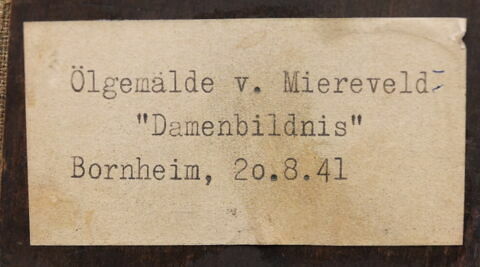 Ölgemälde v. Miereveld-
"Damenbildnis"
Bornheim, 2o.8.41